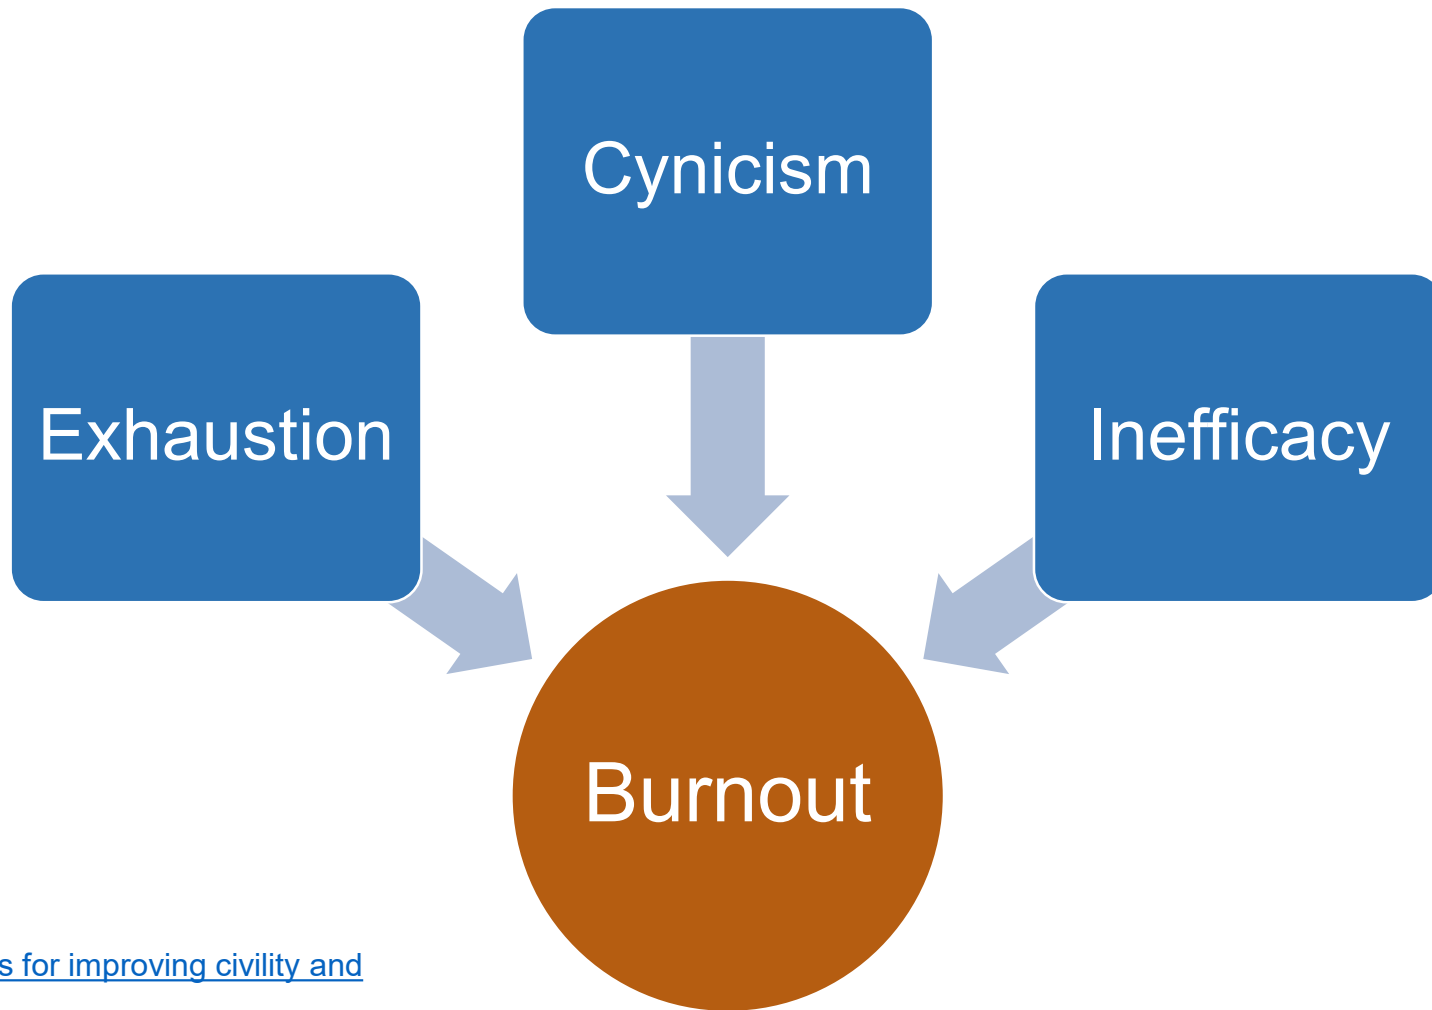 Cynicism
Exhaustion
Inefficacy
Burnout
s for improving civility and